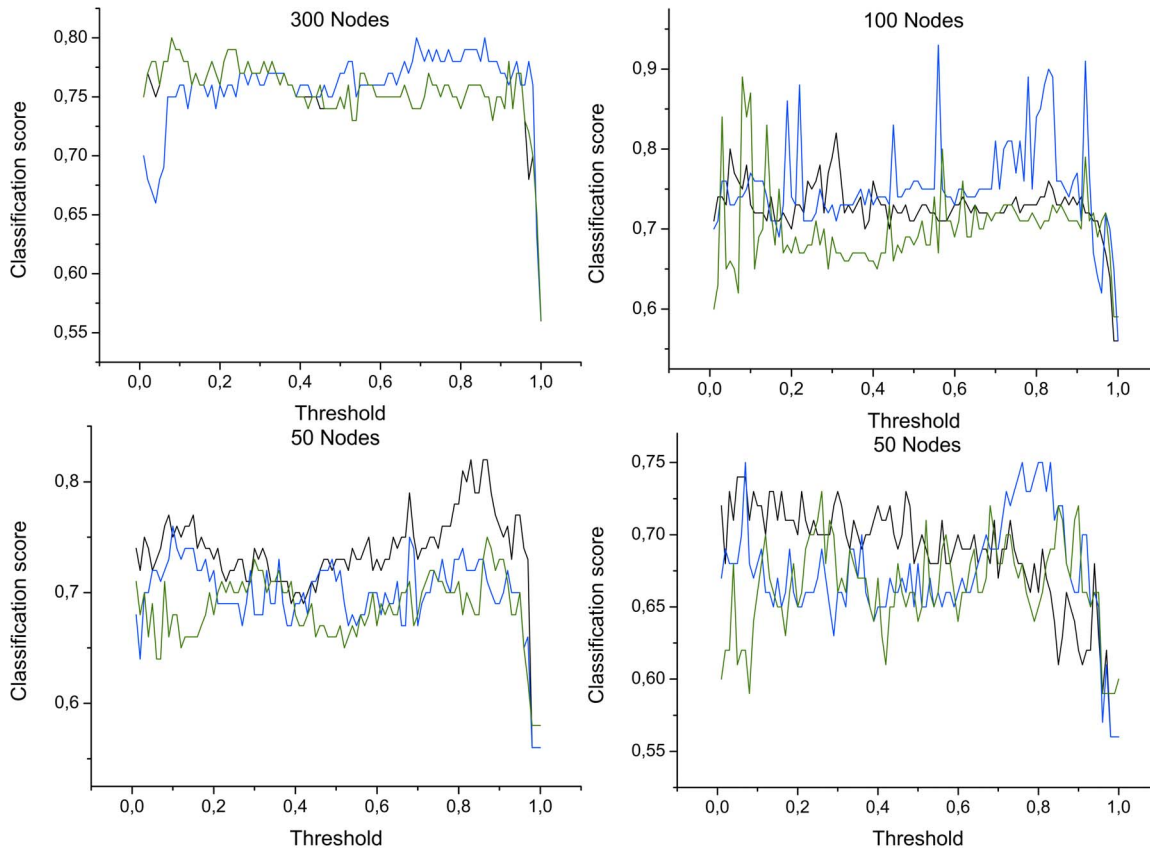 300 Nodes
Classification score
0,80
0,75
0,70
0,65
0,60
0,55
0,0 0,2 0,4 0,6 0,8 1,0
Threshold
100 Nodes
Classification score
0,9
0,8
0,7
0,6
0,0 0,2 0,4 0,6 0,8 1,0
Threshold
50 Nodes
Classification score
0,8
0,7
0,6
0,0 0,2 0,4 0,6 0,8 1,0
Threshold
50 Nodes
Classification score
0,75
0,70
0,65
0,60
0,55
0,0 0,2 0,4 0,6 0,8 1,0
Threshold